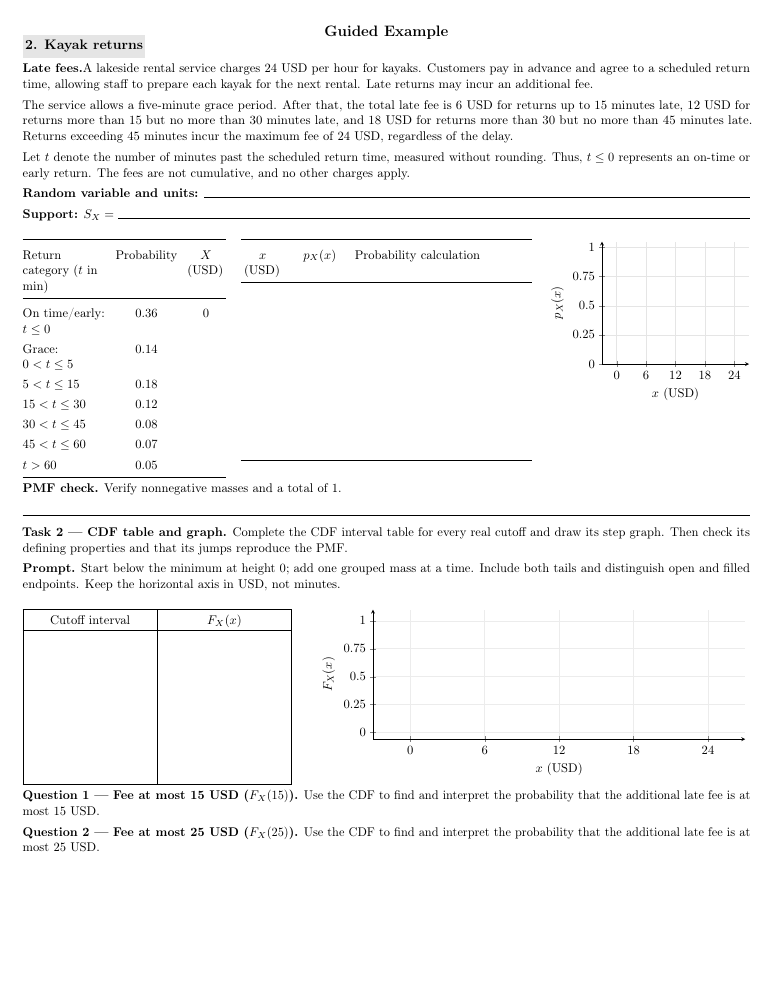 Guided Example
2. Kayak returns
Late fees.A lakeside rental service charges 24 USD per hour for kayaks. Customers pay in advance and agree to a scheduled return
time, allowing staff to prepare each kayak for the next rental. Late returns may incur an additional fee.
The service allows a five-minute grace period. After that, the total late fee is 6 USD for returns up to 15 minutes late, 12 USD for
returns more than 15 but no more than 30 minutes late, and 18 USD for returns more than 30 but no more than 45 minutes late.
Returns exceeding 45 minutes incur the maximum fee of 24 USD, regardless of the delay.
Let t denote the number of minutes past the scheduled return time, measured without rounding. Thus, t ≤ 0 represents an on-time or
early return. The fees are not cumulative, and no other charges apply.
Random variable and units:
Support: S_X =
Return category (t in min) Probability X (USD)
On time/early: t ≤ 0 0.36 0
Grace: 0 < t ≤ 5 0.14
5 < t ≤ 15 0.18
15 < t ≤ 30 0.12
30 < t ≤ 45 0.08
45 < t ≤ 60 0.07
t > 60 0.05
x (USD) p_X(x) Probability calculation
p_X(x)
1
0.75
0.5
0.25
0
0 6 12 18 24
x (USD)
PMF check. Verify nonnegative masses and a total of 1.
Task 2 — CDF table and graph. Complete the CDF interval table for every real cutoff and draw its step graph. Then check its
defining properties and that its jumps reproduce the PMF.
Prompt. Start below the minimum at height 0; add one grouped mass at a time. Include both tails and distinguish open and filled
endpoints. Keep the horizontal axis in USD, not minutes.
Cutoff interval F_X(x)
F_X(x)
1
0.75
0.5
0.25
0
0 6 12 18 24
x (USD)
Question 1 — Fee at most 15 USD (F_X(15)). Use the CDF to find and interpret the probability that the additional late fee is at
most 15 USD.
Question 2 — Fee at most 25 USD (F_X(25)). Use the CDF to find and interpret the probability that the additional late fee is at
most 25 USD.